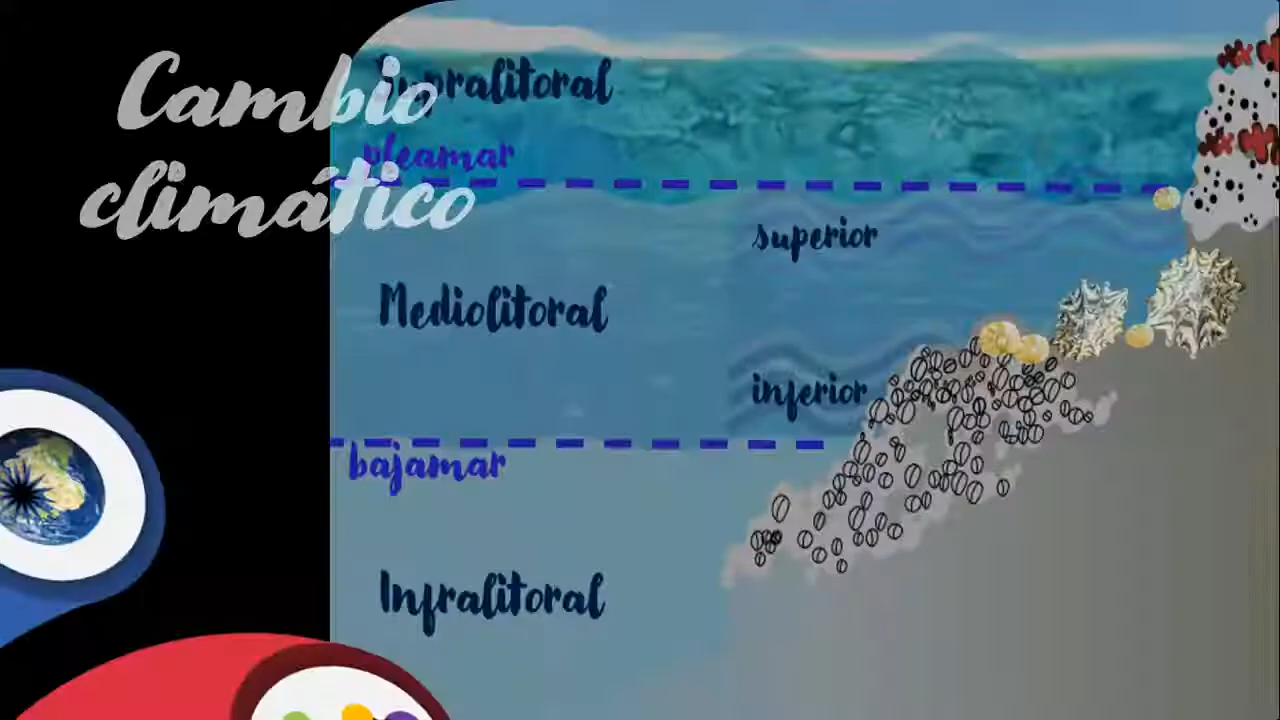 Cambio
climático
Supralitoral
pleamar
superior
Mediolitoral
inferior
bajamar
Infralitoral